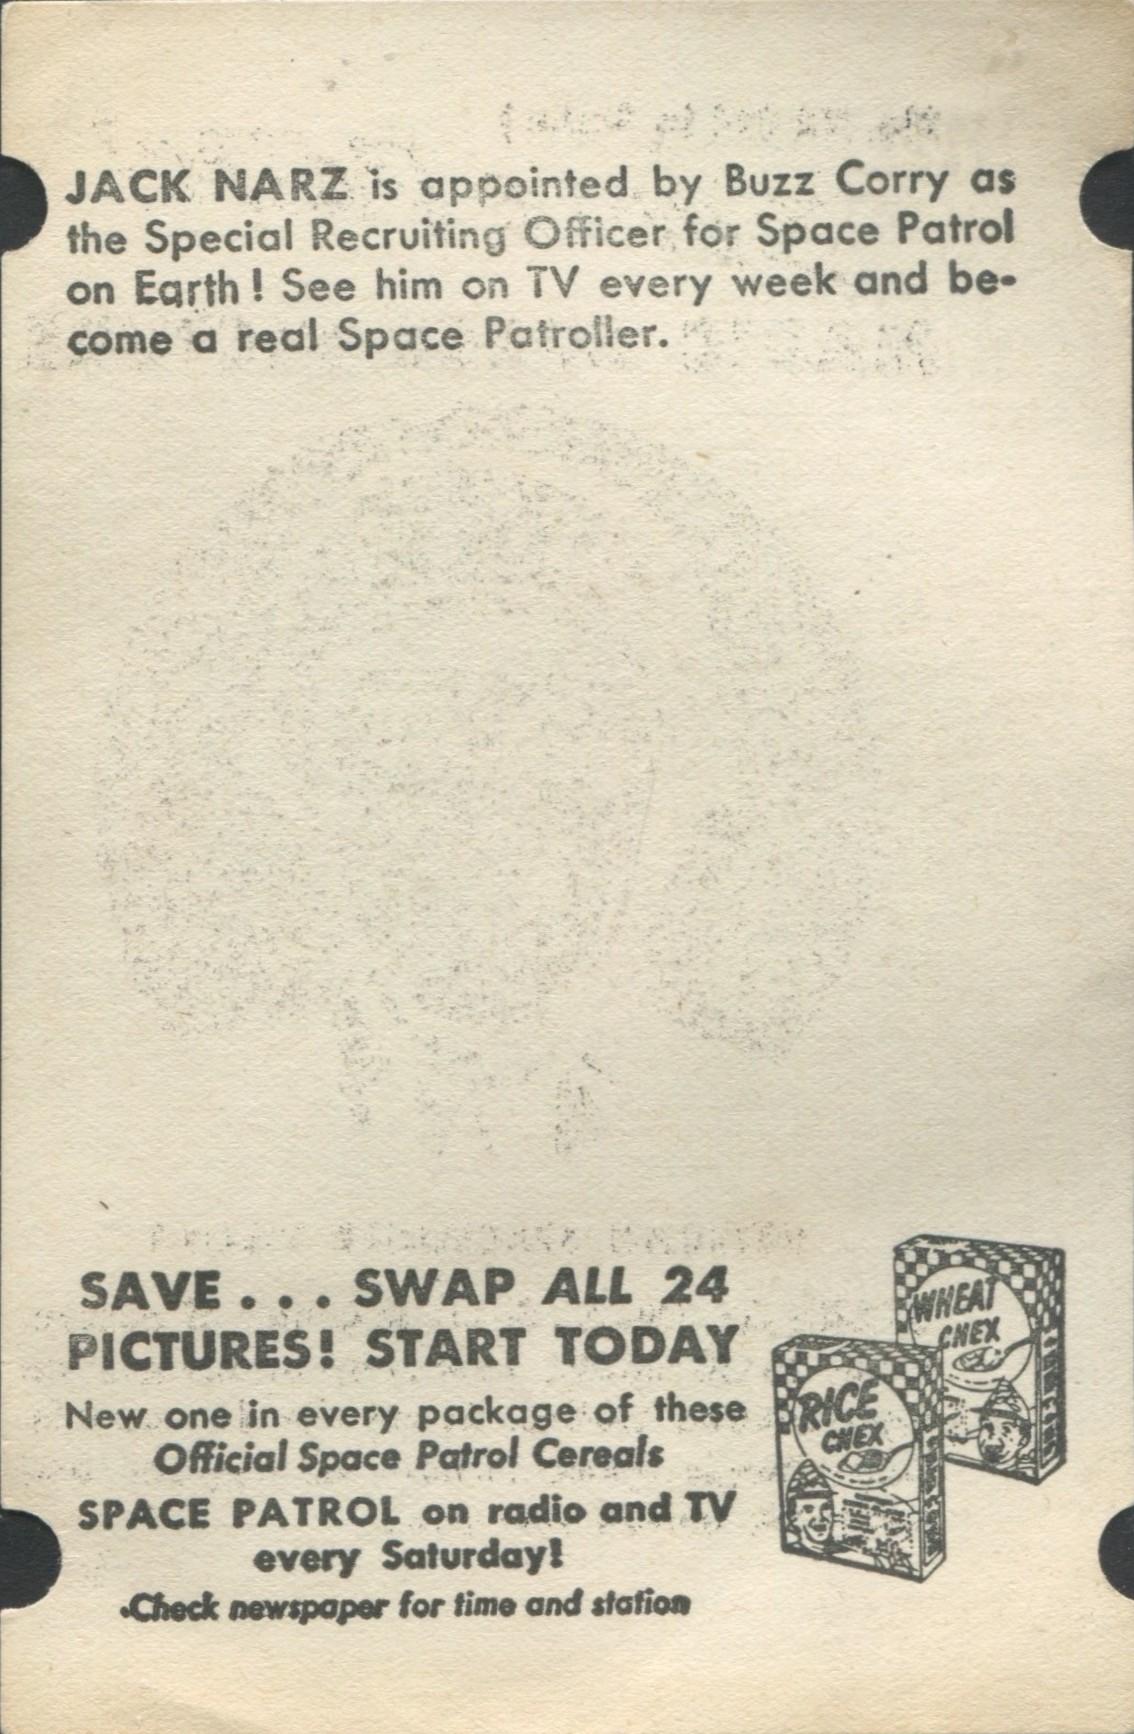 JACK NARZ is appointed by Buzz Corry as
the Special Recruiting Officer for Space Patrol
on Earth! See him on TV every week and be-
come a real Space Patroller.
SAVE . . . SWAP ALL 24
PICTURES! START TODAY
New one in every package of these
Official Space Patrol Cereals
SPACE PATROL on radio and TV
every Saturday!
Check newspaper for time and station
WHEAT
CHEX
RICE
CHEX